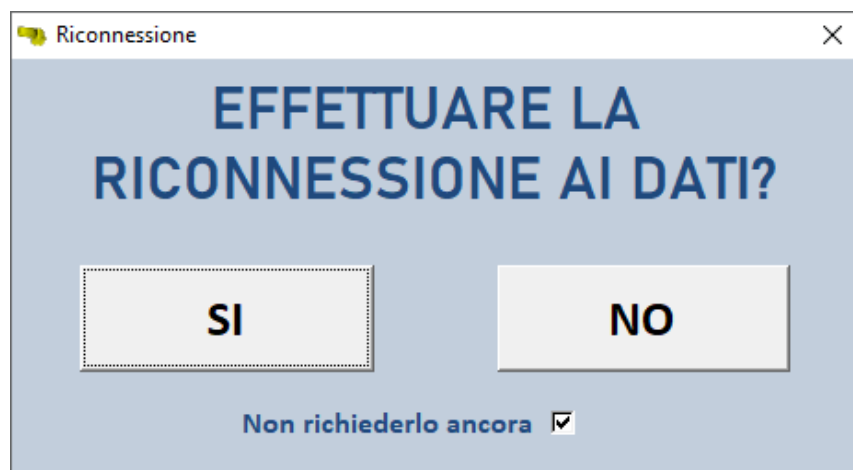 Riconnessione
EFFETTUARE LA
RICONNESSIONE AI DATI?
SI
NO
Non richiederlo ancora